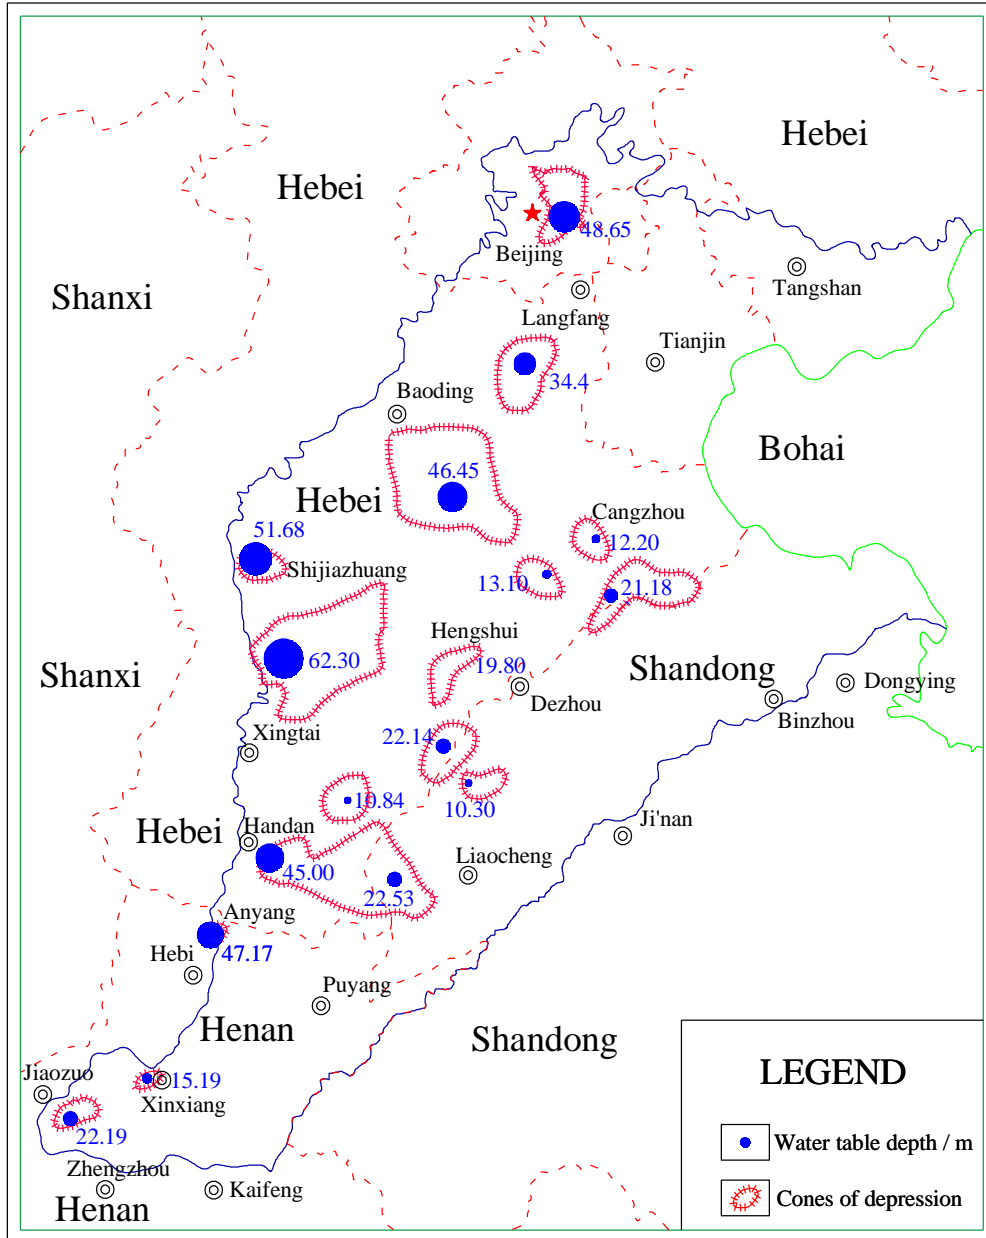 Hebei
Hebei
48.65
Beijing
Tangshan
Shanxi
Langfang
Tianjin
34.4
Baoding
Bohai
46.45
Hebei
Cangzhou
51.68
12.20
Shijiazhuang
13.10
21.18
Hengshui
62.30
19.80
Shandong
Shanxi
Dongying
Dezhou
Binzhou
Xingtai
22.14
10.84
10.30
Hebei
Handan
Ji'nan
Liaocheng
45.00
22.53
Anyang
Hebi
47.17
Puyang
Henan
Shandong
Jiaozuo
15.19
LEGEND
Xinxiang
22.19
Water table depth / m
Zhengzhou
Kaifeng
Cones of depression
Henan